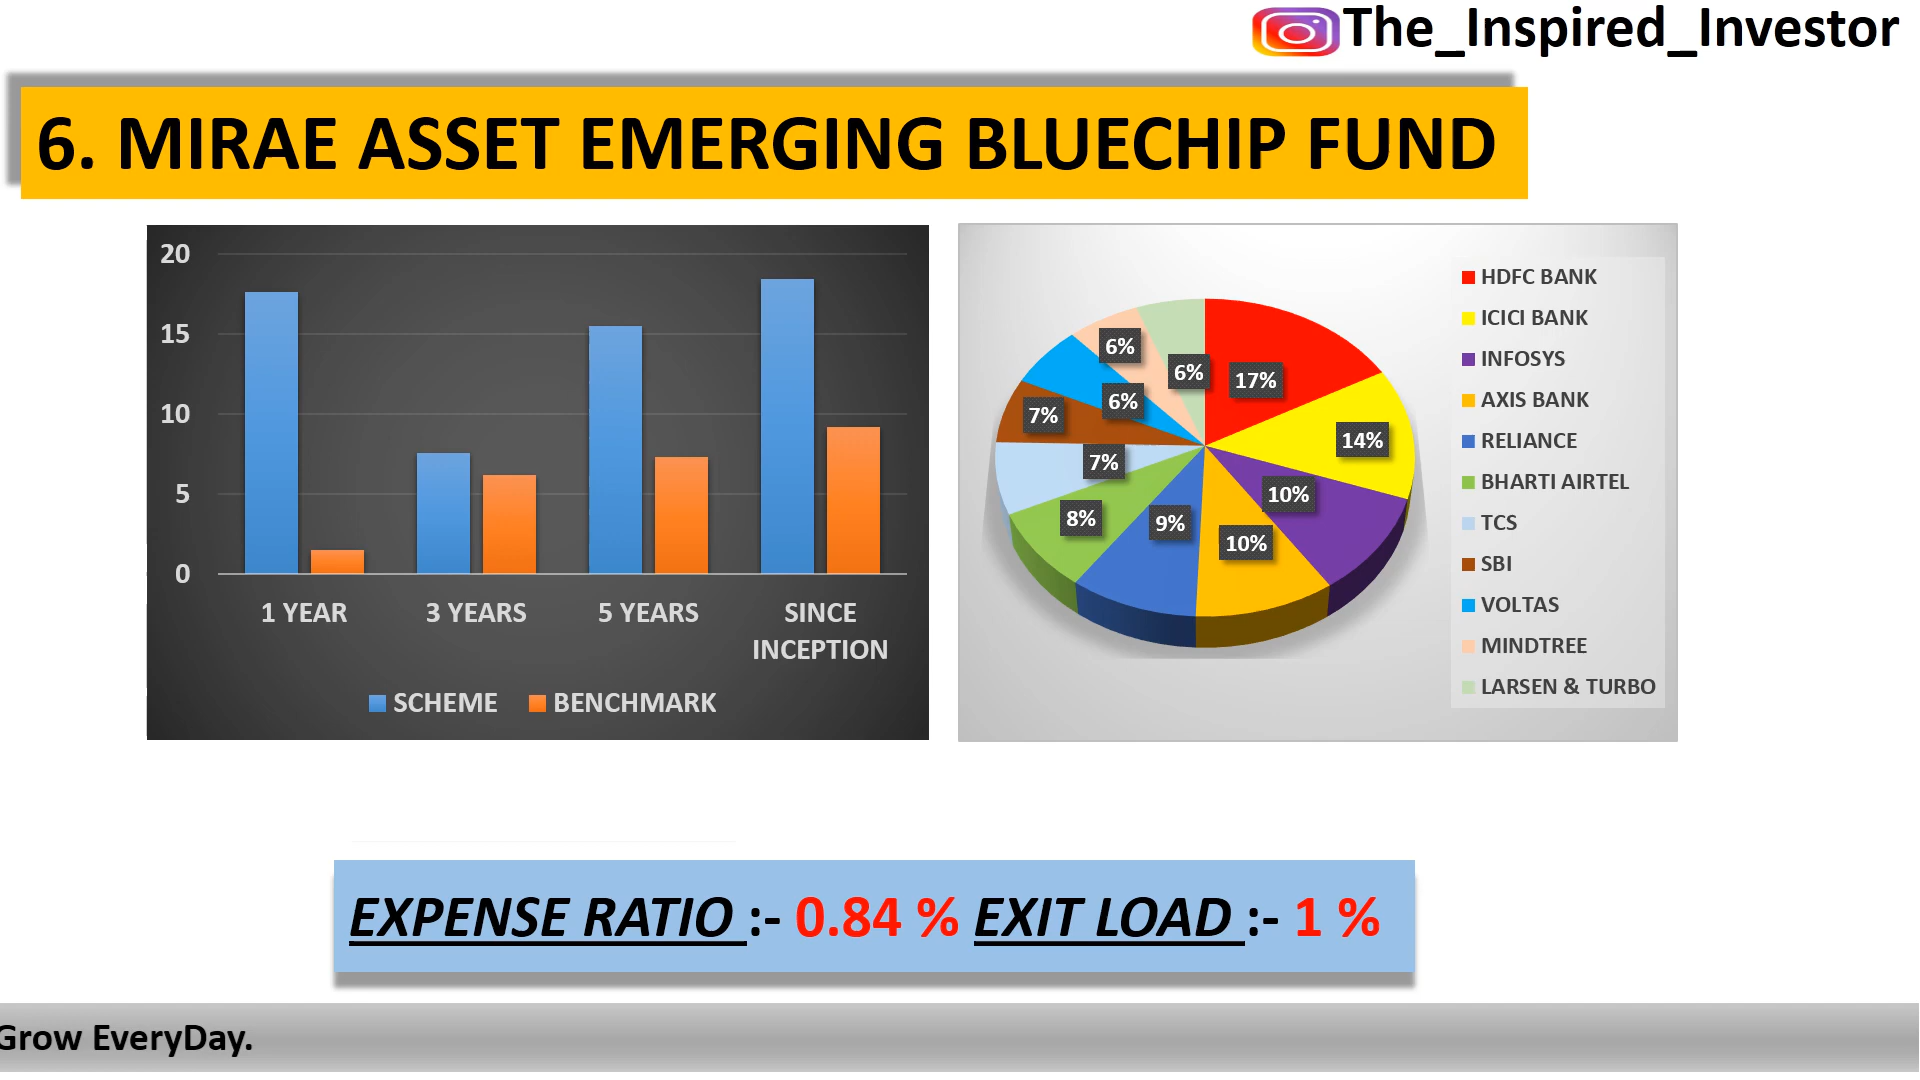 The_Inspired_Investor
6. MIRAE ASSET EMERGING BLUECHIP FUND
20
15
10
5
0
1 YEAR
3 YEARS
5 YEARS
SINCE
INCEPTION
SCHEME
BENCHMARK
17%
14%
10%
10%
9%
8%
7%
7%
6%
6%
6%
HDFC BANK
ICICI BANK
INFOSYS
AXIS BANK
RELIANCE
BHARTI AIRTEL
TCS
SBI
VOLTAS
MINDTREE
LARSEN & TURBO
EXPENSE RATIO :- 0.84 % EXIT LOAD :- 1 %
Grow EveryDay.